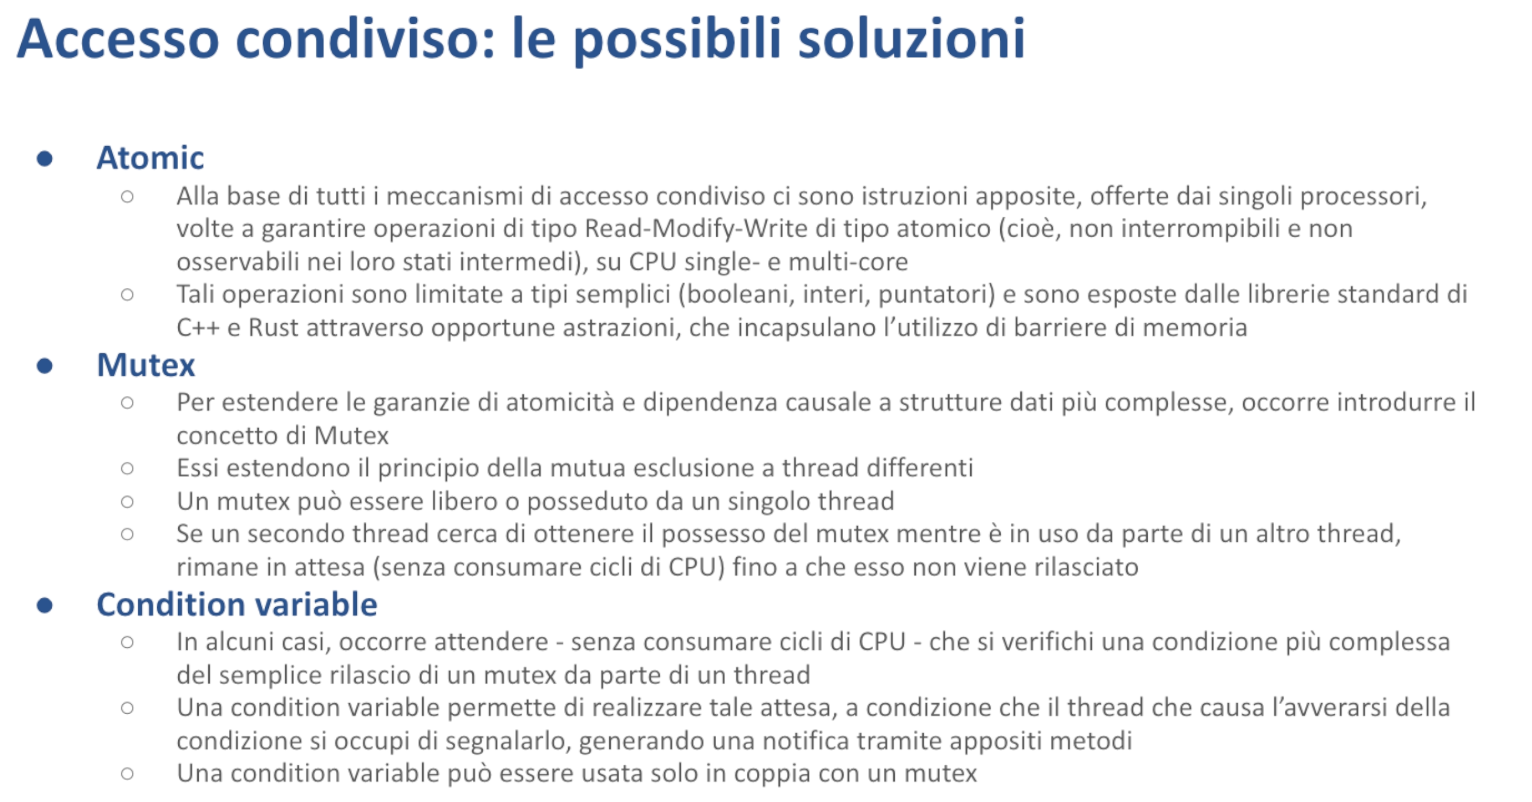 Accesso condiviso: le possibili soluzioni
● Atomic
○ Alla base di tutti i meccanismi di accesso condiviso ci sono istruzioni apposite, offerte dai singoli processori,
volte a garantire operazioni di tipo Read-Modify-Write di tipo atomico (cioè, non interrompibili e non
osservabili nei loro stati intermedi), su CPU single- e multi-core
○ Tali operazioni sono limitate a tipi semplici (booleani, interi, puntatori) e sono esposte dalle librerie standard di
C++ e Rust attraverso opportune astrazioni, che incapsulano l’utilizzo di barriere di memoria
● Mutex
○ Per estendere le garanzie di atomicità e dipendenza causale a strutture dati più complesse, occorre introdurre il
concetto di Mutex
○ Essi estendono il principio della mutua esclusione a thread differenti
○ Un mutex può essere libero o posseduto da un singolo thread
○ Se un secondo thread cerca di ottenere il possesso del mutex mentre è in uso da parte di un altro thread,
rimane in attesa (senza consumare cicli di CPU) fino a che esso non viene rilasciato
● Condition variable
○ In alcuni casi, occorre attendere - senza consumare cicli di CPU - che si verifichi una condizione più complessa
del semplice rilascio di un mutex da parte di un thread
○ Una condition variable permette di realizzare tale attesa, a condizione che il thread che causa l’avverarsi della
condizione si occupi di segnalarlo, generando una notifica tramite appositi metodi
○ Una condition variable può essere usata solo in coppia con un mutex